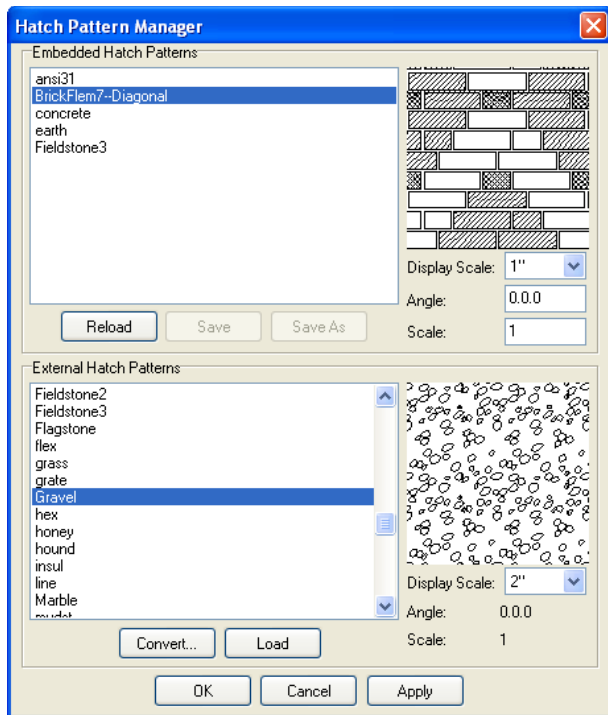 Hatch Pattern Manager
Embedded Hatch Patterns
ansi31
BrickFlem7--Diagonal
concrete
earth
Fieldstone3
Display Scale: 1"
Angle: 0.0.0
Scale: 1
Reload Save Save As
External Hatch Patterns
Fieldstone2
Fieldstone3
Flagstone
flex
grass
grate
Gravel
hex
honey
hound
insul
line
Marble
Display Scale: 2"
Angle: 0.0.0
Scale: 1
Convert... Load
OK Cancel Apply